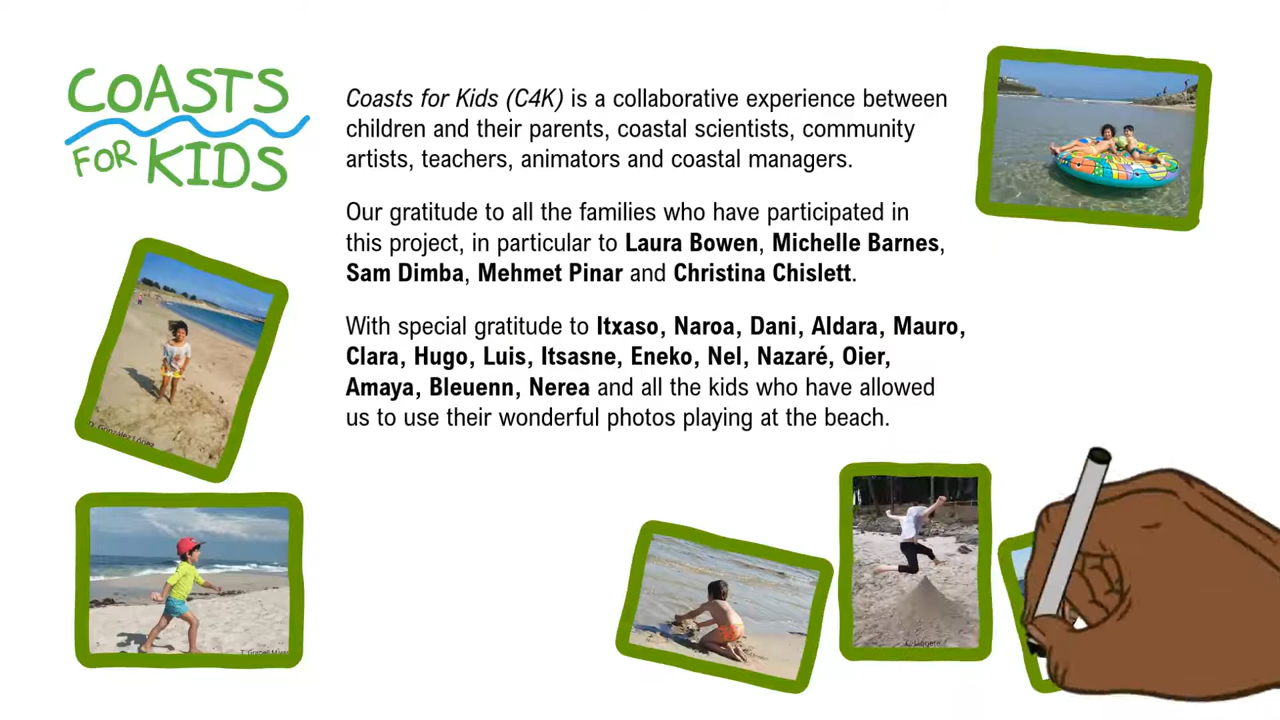 COASTS
FOR KIDS
Coasts for Kids (C4K) is a collaborative experience between
children and their parents, coastal scientists, community
artists, teachers, animators and coastal managers.
Our gratitude to all the families who have participated in
this project, in particular to Laura Bowen, Michelle Barnes,
Sam Dimba, Mehmet Pinar and Christina Chislett.
With special gratitude to Itxaso, Naroa, Dani, Aldara, Mauro,
Clara, Hugo, Luis, Itsasne, Eneko, Nel, Nazaré, Oier,
Amaya, Bleuenn, Nerea and all the kids who have allowed
us to use their wonderful photos playing at the beach.